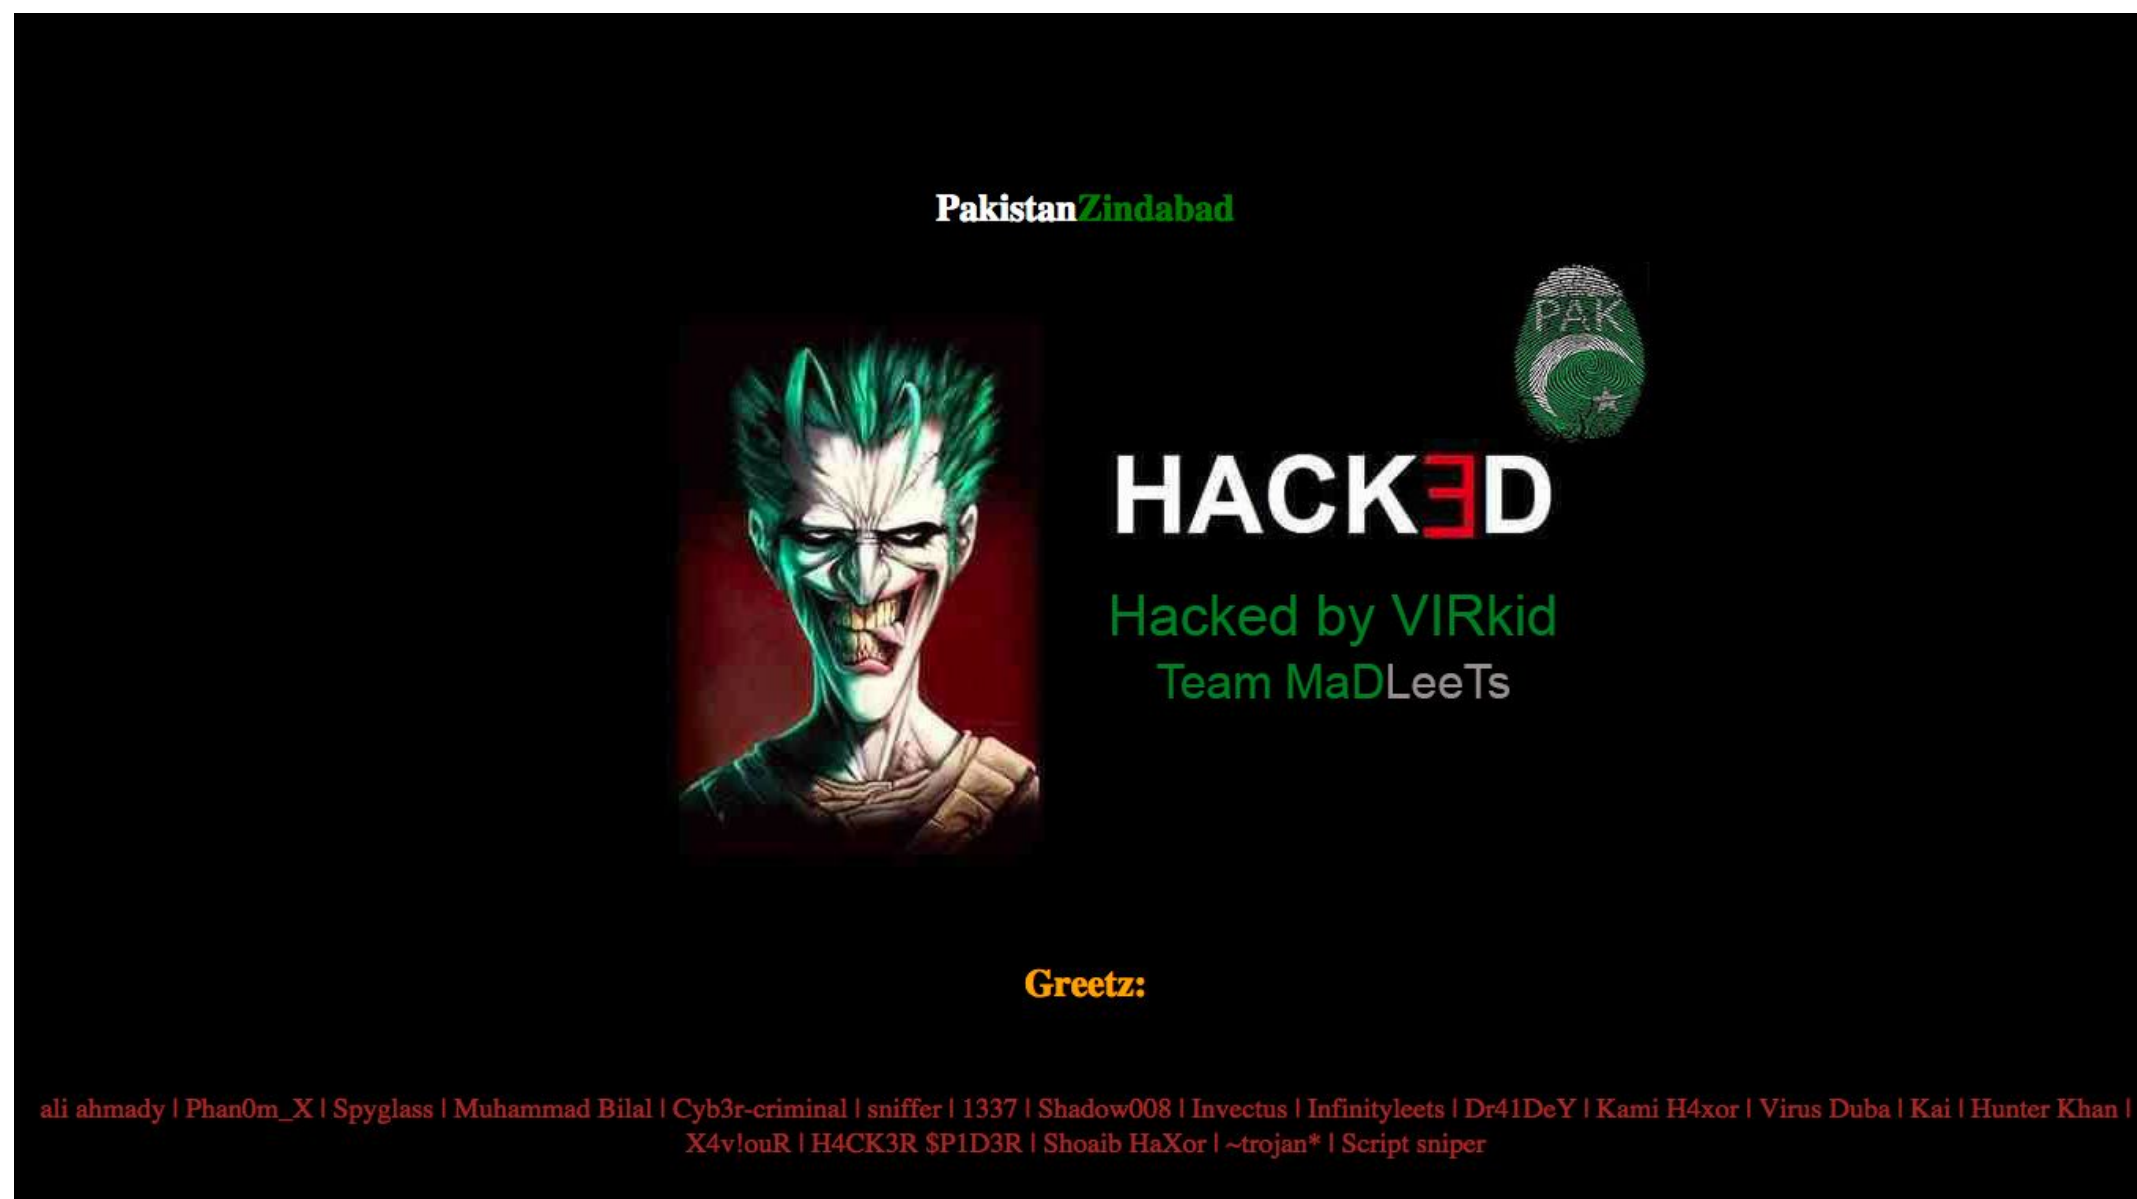 PakistanZindabad
PAK
HACKƎD
Hacked by VIRkid
Team MaDLeeTs
Greetz:
ali ahmady | Phan0m_X | Spyglass | Muhammad Bilal | Cyb3r-criminal | sniffer | 1337 | Shadow008 | Invectus | Infinityleets | Dr41DeY | Kami H4xor | Virus Duba | Kai | Hunter Khan |
X4v!ouR | H4CK3R $P1D3R | Shoaib HaXor | ~trojan* | Script sniper